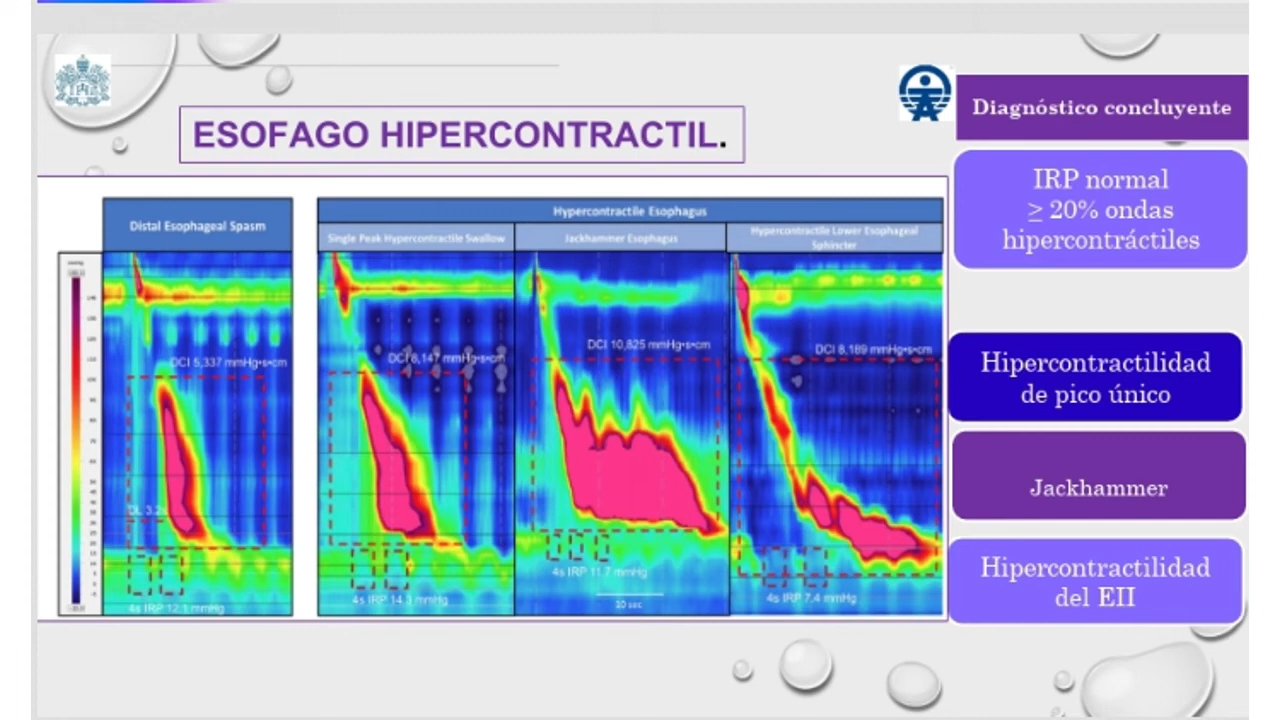 ESOFAGO HIPERCONTRACTIL.
Diagnóstico concluyente
IRP normal
≥ 20% ondas
hipercontráctiles
Hipercontractilidad
de pico único
Jackhammer
Hipercontractilidad
del EII
Distal Esophageal Spasm
Hypercontractile Esophagus
Single Peak Hypercontractile Swallow
Jackhammer Esophagus
Hypercontractile Lower Esophageal
Sphincter
DCI 5,337 mmHg•s•cm
DCI 8,147 mmHg•s•cm
DCI 10,825 mmHg•s•cm
DCI 8,189 mmHg•s•cm
DL 3.2s
4s IRP 12.1 mmHg
4s IRP 14.3 mmHg
4s IRP 11.7 mmHg
10 sec
4s IRP 7.4 mmHg